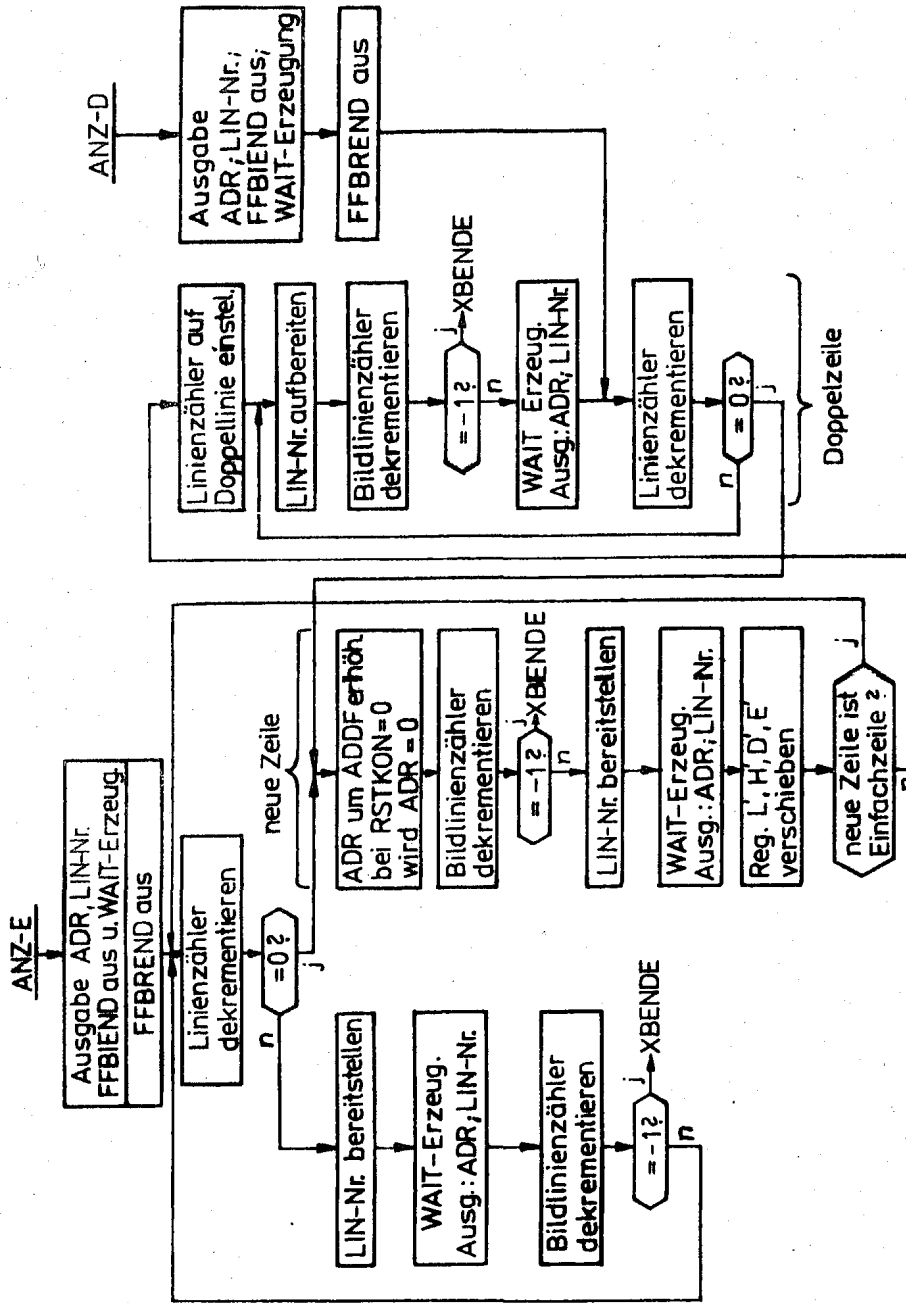 ANZ-E
Ausgabe ADR, LIN-Nr.
FFBIEND aus u. WAIT-Erzeug.
FFBREND aus
Linienzähler
dekrementieren
=0?
n
j
LIN-Nr. bereitstellen
WAIT-Erzeug.
Ausg.: ADR, LIN-Nr.
Bildlinienzähler
dekrementieren
=-1?
j
XBENDE
n
neue Zeile
ADR um ADDF erhöh.
bei RSTKON=0
wird ADR=0
Bildlinienzähler
dekrementieren
=-1?
j
XBENDE
n
LIN-Nr. bereitstellen
WAIT-Erzeug.
Ausg.: ADR, LIN-Nr.
Reg. L', H', D', E'
verschieben
neue Zeile ist
Einfachzeile ?
j
n
ANZ-D
Ausgabe
ADR, LIN-Nr.;
FFBIEND aus;
WAIT-Erzeugung
FFBREND aus
Linienzähler auf
Doppellinie einstel.
LIN-Nr. aufbereiten
Bildlinienzähler
dekrementieren
=-1?
j
XBENDE
n
WAIT Erzeug.
Ausg.: ADR, LIN-Nr.
Linienzähler
dekrementieren
=0?
n
j
Doppelzeile